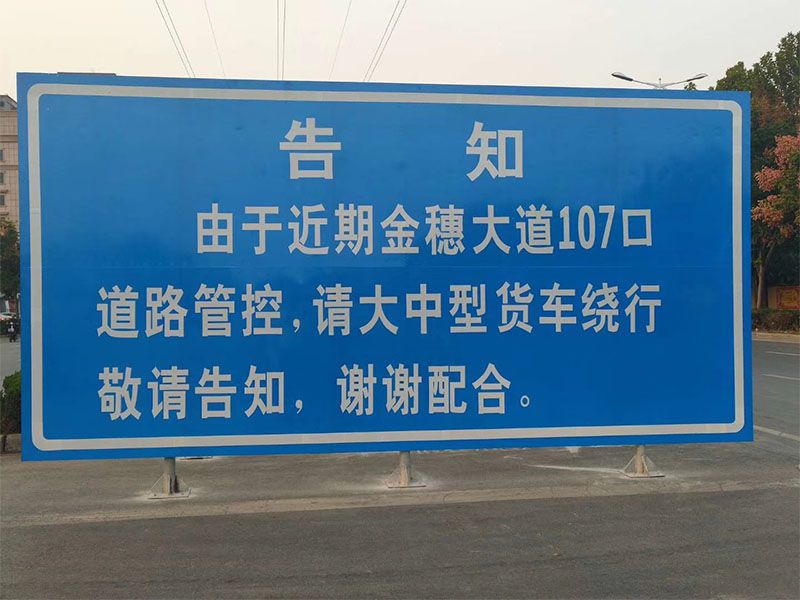 告知
由于近期金穗大道107口
道路管控，请大中型货车绕行
敬请告知，谢谢配合。